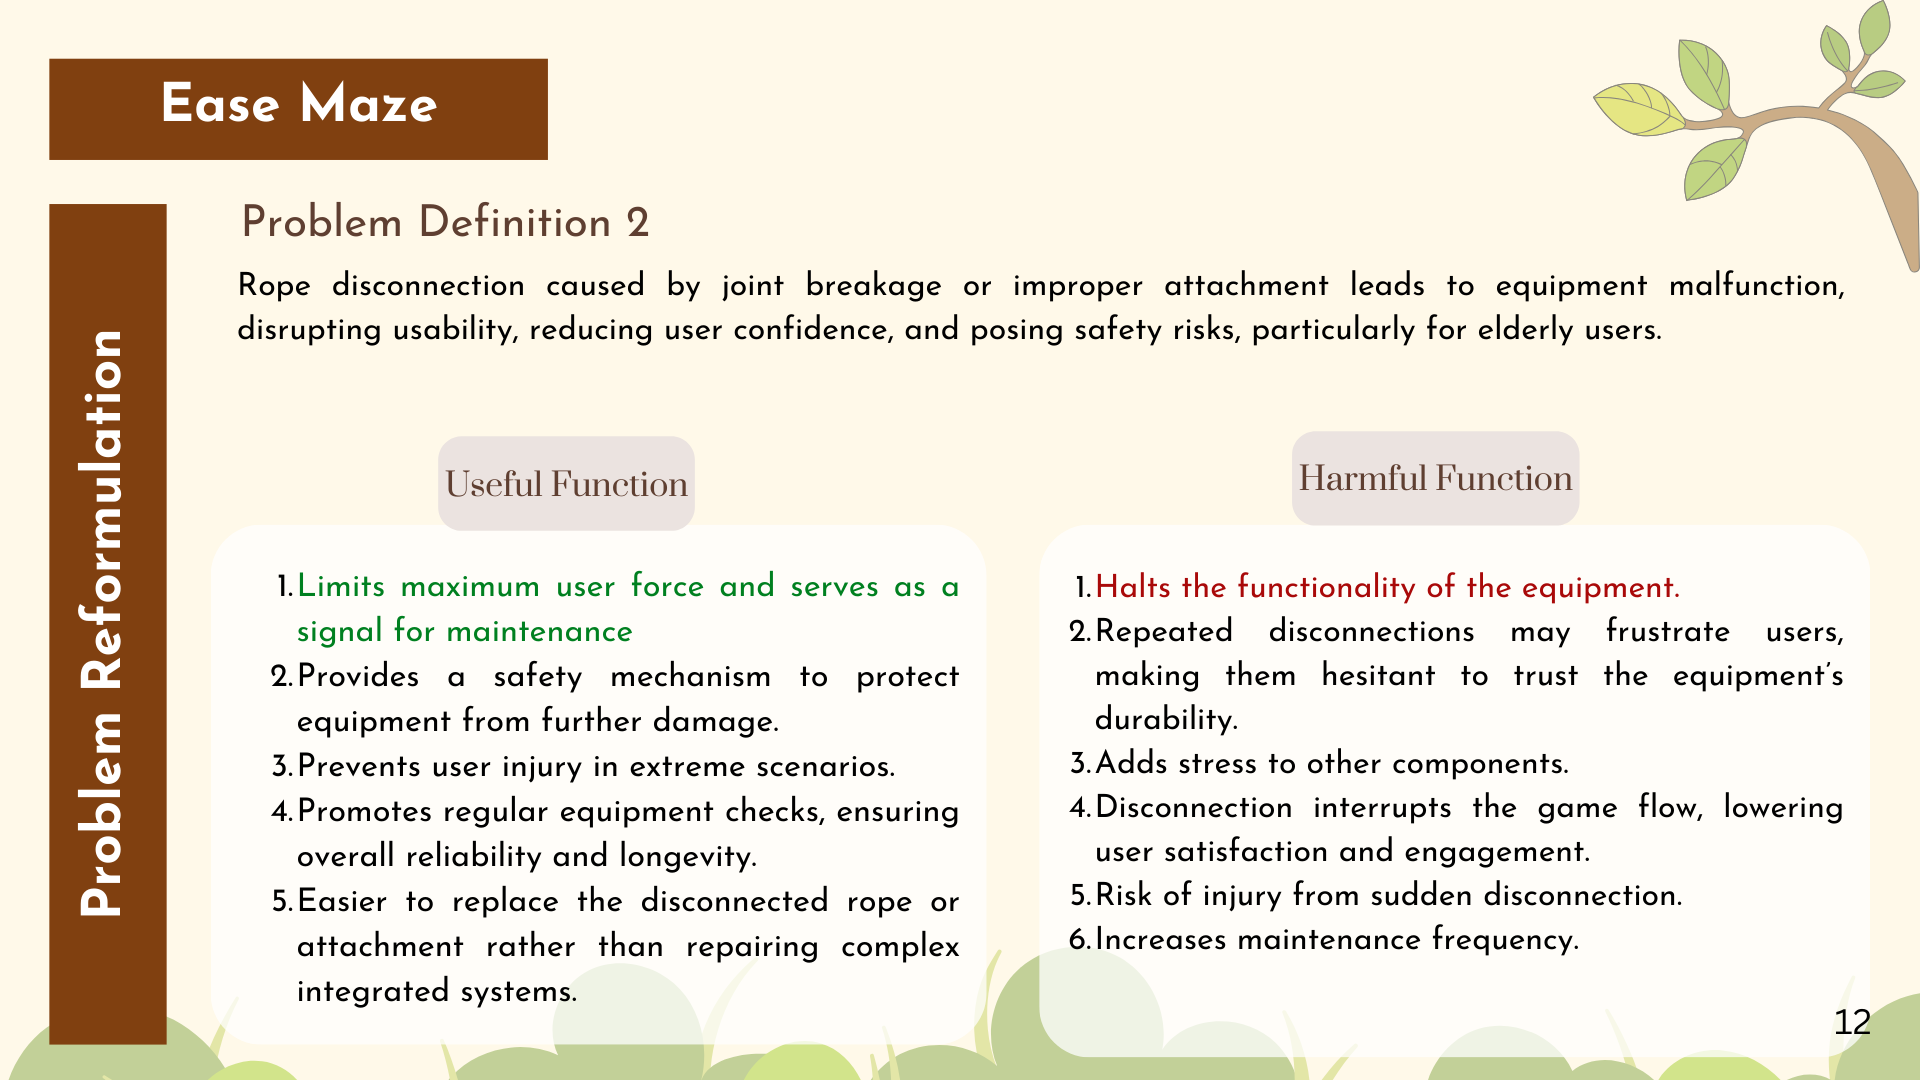 Ease Maze
Problem Reformulation
Problem Definition 2
Rope disconnection caused by joint breakage or improper attachment leads to equipment malfunction,
disrupting usability, reducing user confidence, and posing safety risks, particularly for elderly users.
Useful Function
1. Limits maximum user force and serves as a
signal for maintenance
2. Provides a safety mechanism to protect
equipment from further damage.
3. Prevents user injury in extreme scenarios.
4. Promotes regular equipment checks, ensuring
overall reliability and longevity.
5. Easier to replace the disconnected rope or
attachment rather than repairing complex
integrated systems.
Harmful Function
1. Halts the functionality of the equipment.
2. Repeated disconnections may frustrate users,
making them hesitant to trust the equipment's
durability.
3. Adds stress to other components.
4. Disconnection interrupts the game flow, lowering
user satisfaction and engagement.
5. Risk of injury from sudden disconnection.
6. Increases maintenance frequency.
12